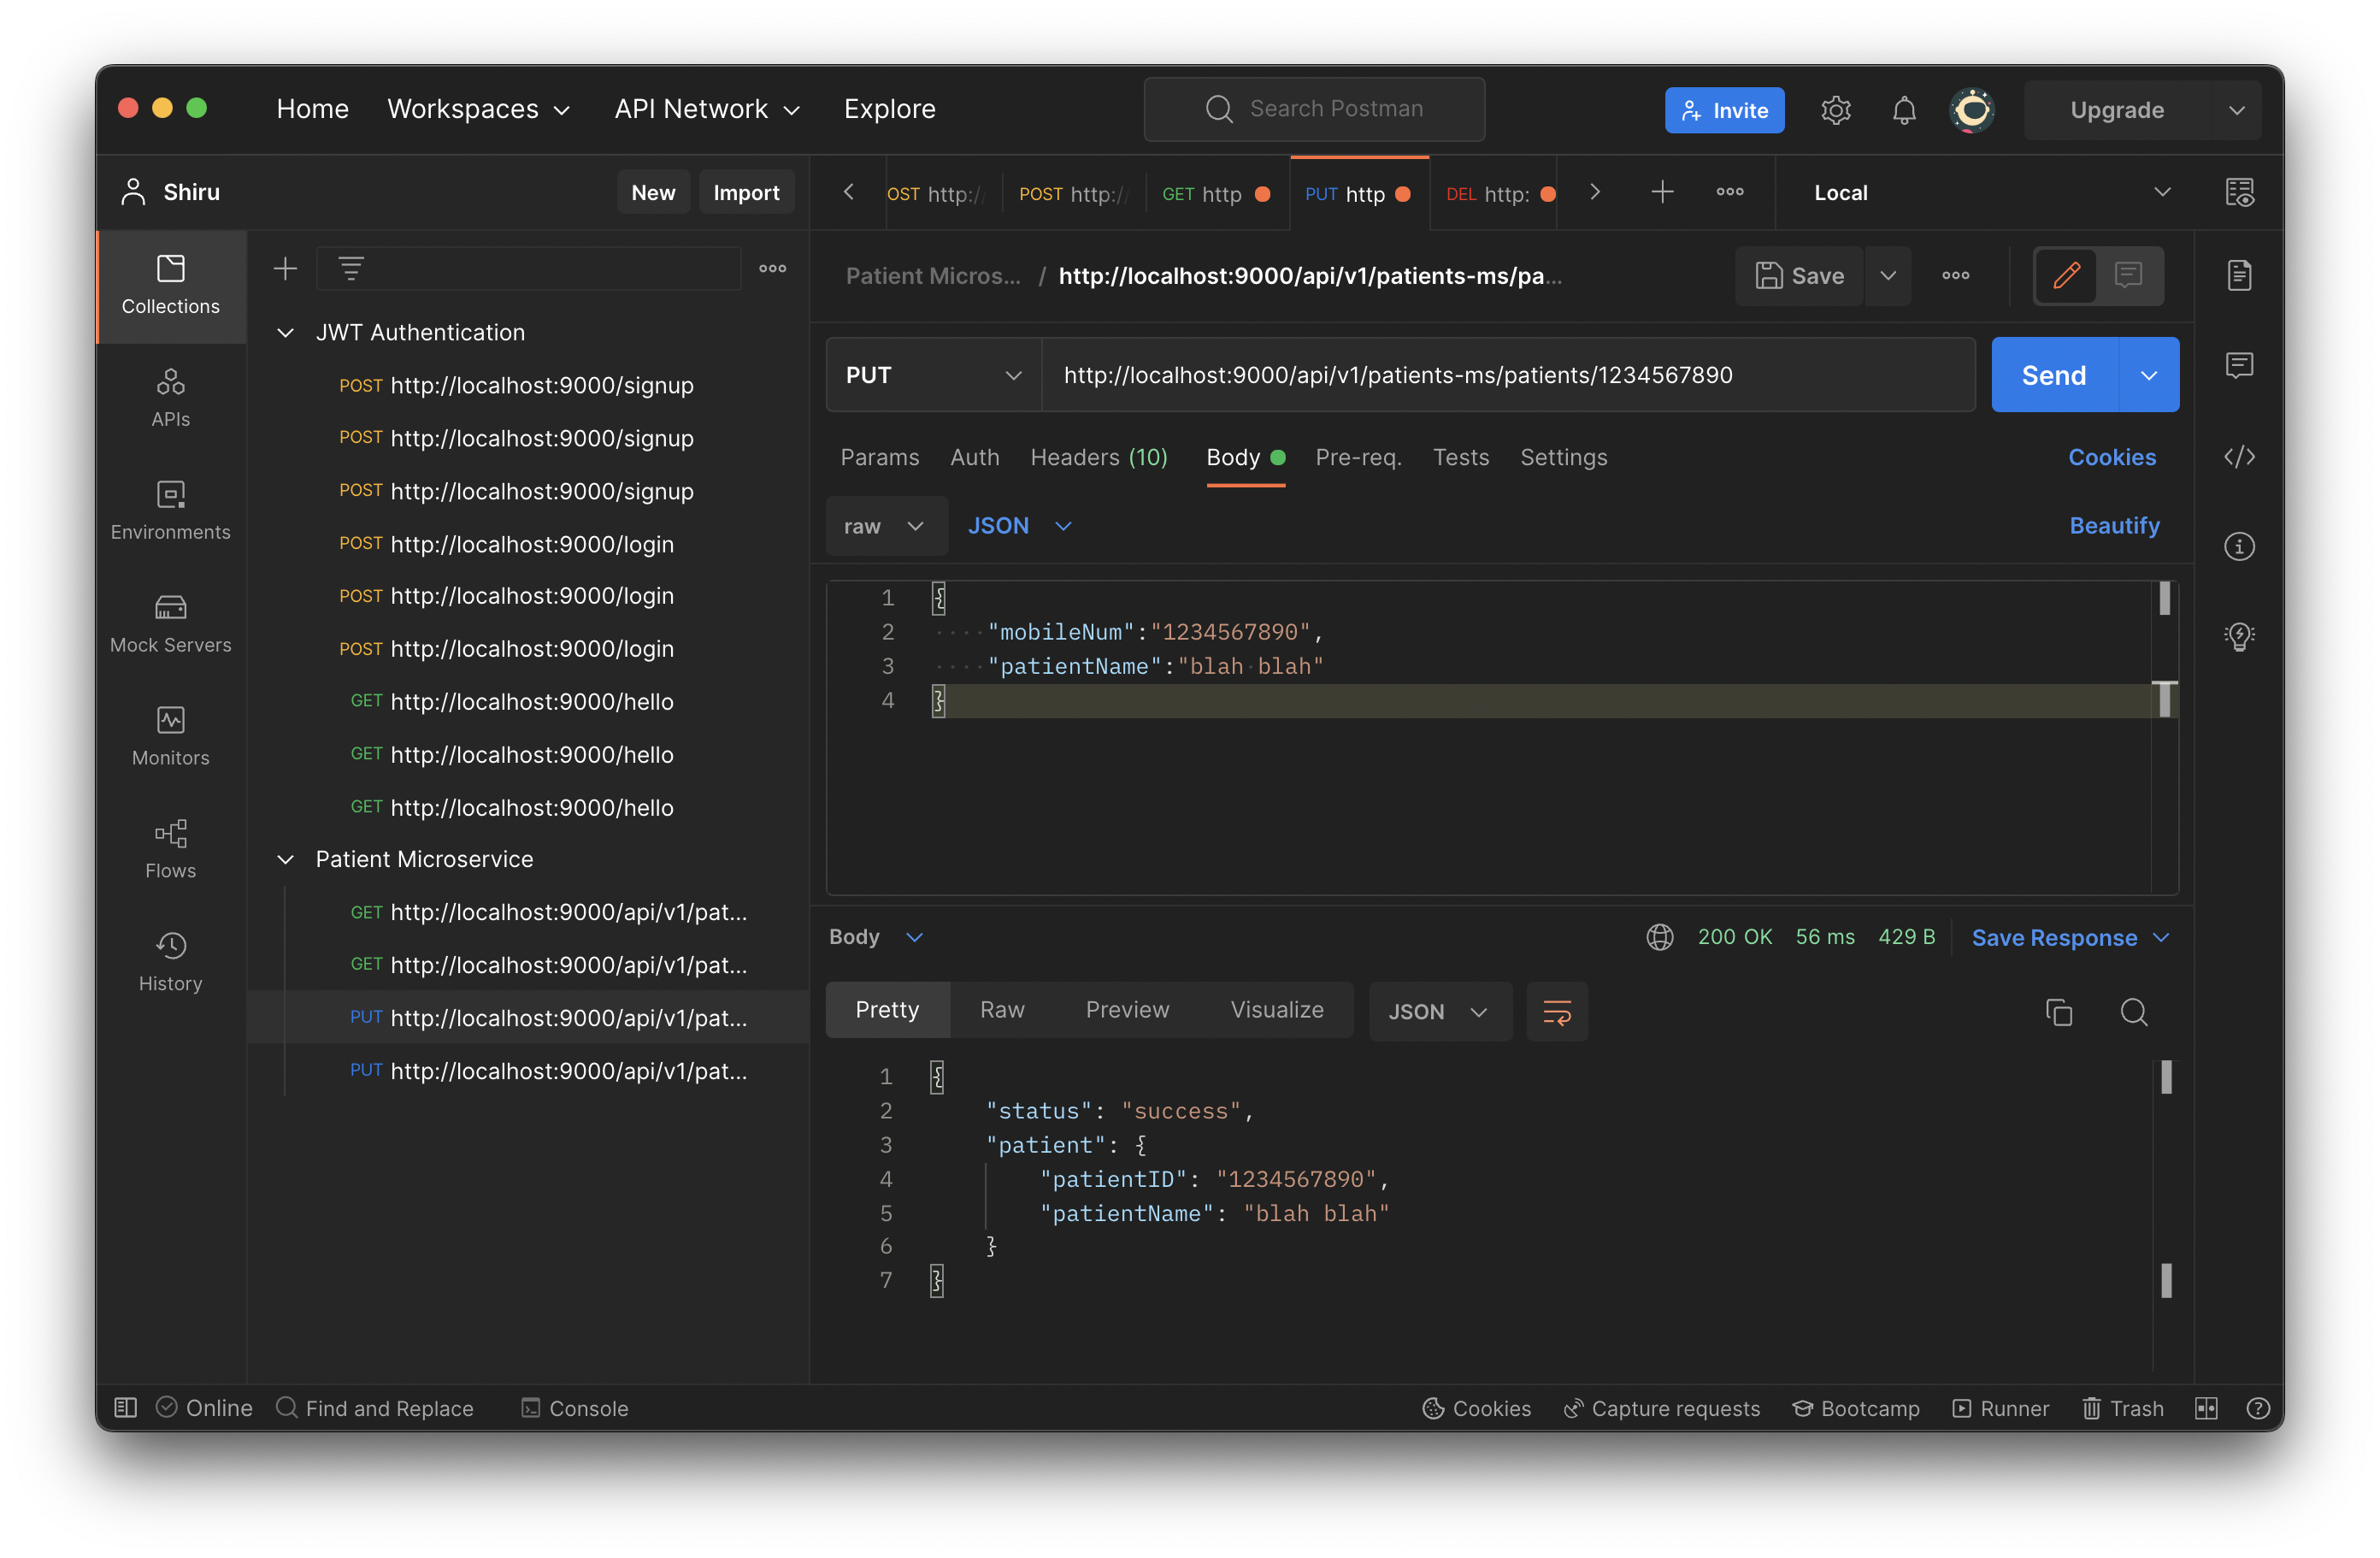 Home Workspaces API Network Explore Search Postman Invite Upgrade
Shiru New Import
OST http:/ POST http:// GET http PUT http DEL http: Local
Collections
APIs
Environments
Mock Servers
Monitors
Flows
History
JWT Authentication
POST http://localhost:9000/signup
POST http://localhost:9000/signup
POST http://localhost:9000/signup
POST http://localhost:9000/login
POST http://localhost:9000/login
POST http://localhost:9000/login
GET http://localhost:9000/hello
GET http://localhost:9000/hello
GET http://localhost:9000/hello
Patient Microservice
GET http://localhost:9000/api/v1/pat...
GET http://localhost:9000/api/v1/pat...
PUT http://localhost:9000/api/v1/pat...
PUT http://localhost:9000/api/v1/pat...
Patient Micros... / http://localhost:9000/api/v1/patients-ms/pa... Save
PUT http://localhost:9000/api/v1/patients-ms/patients/1234567890 Send
Params Auth Headers (10) Body Pre-req. Tests Settings Cookies
raw JSON Beautify
1 {
2 "mobileNum":"1234567890",
3 "patientName":"blah blah"
4 }
Body 200 OK 56 ms 429 B Save Response
Pretty Raw Preview Visualize JSON
1 {
2 "status": "success",
3 "patient": {
4 "patientID": "1234567890",
5 "patientName": "blah blah"
6 }
7 }
Online Find and Replace Console Cookies Capture requests Bootcamp Runner Trash